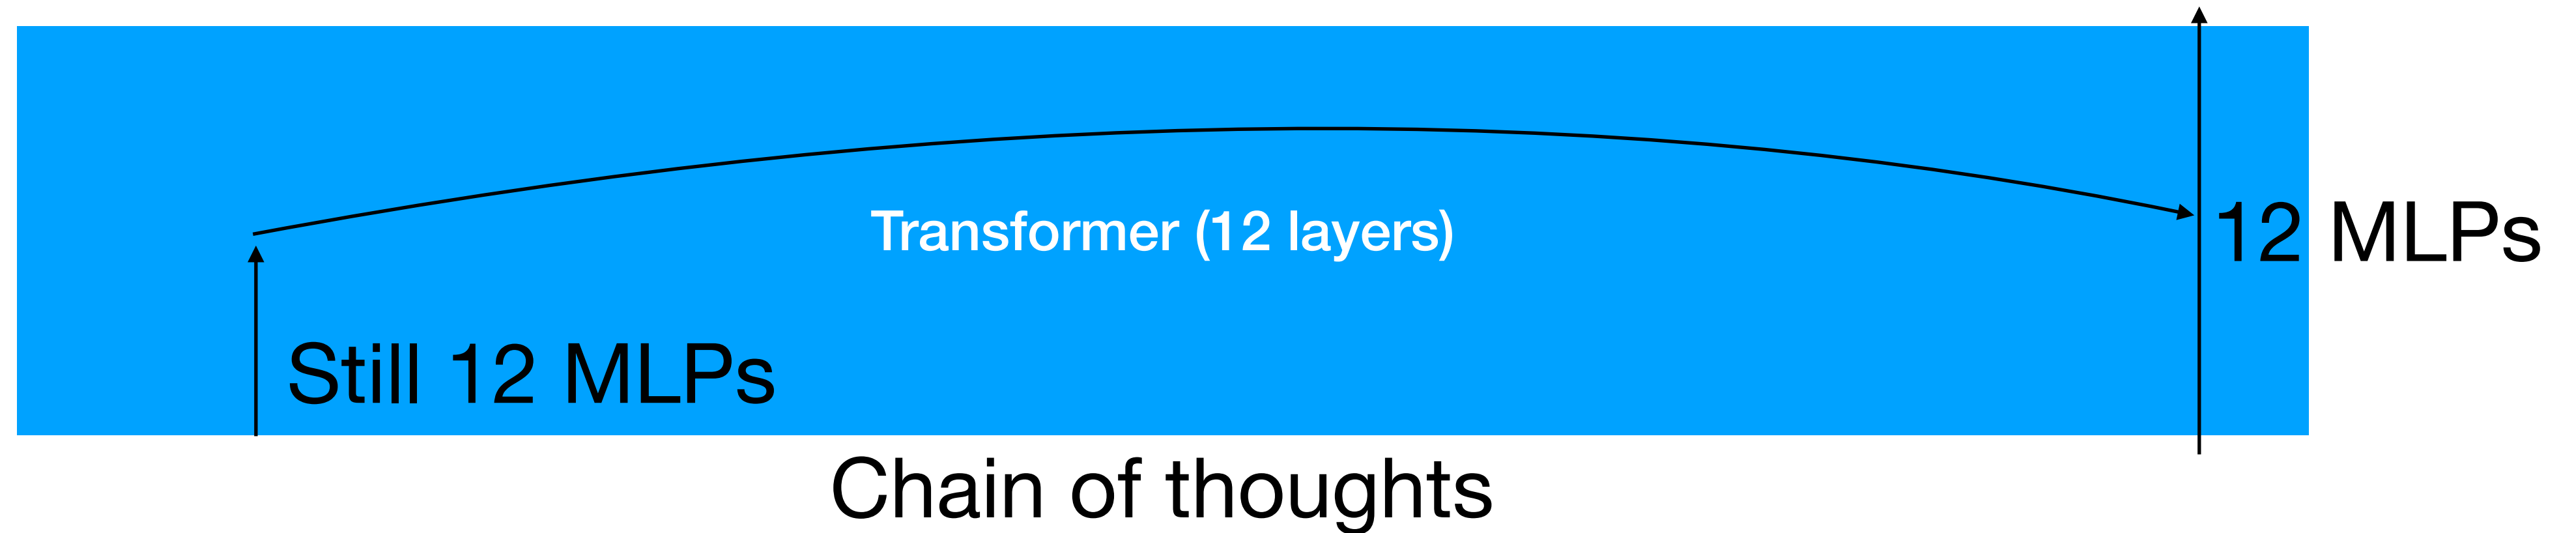 Transformer (12 layers)
12 MLPs
Still 12 MLPs
Chain of thoughts